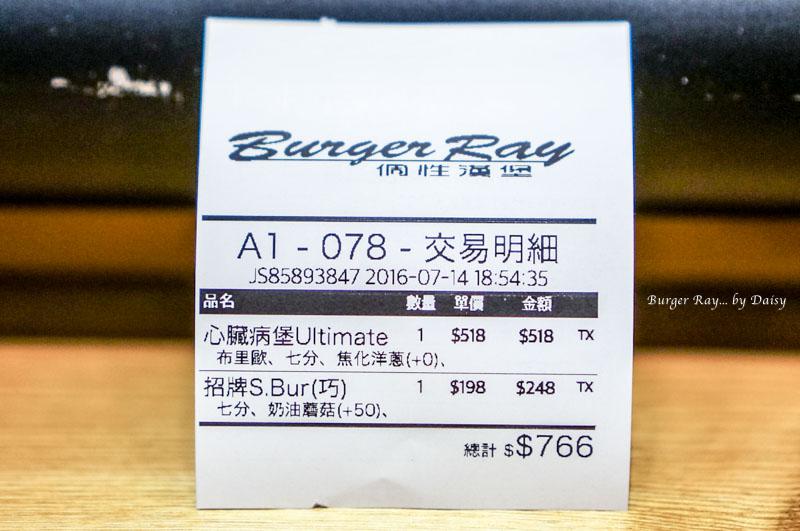 Burger Ray
個性漢堡
A1 - 078 - 交易明細
JS85893847 2016-07-14 18:54:35
品名 數量 單價 金額
心臟病堡Ultimate 1 $518 $518 TX
布里歐、七分、焦化洋蔥(+0)、
招牌S.Bur(巧) 1 $198 $248 TX
七分、奶油蘑菇(+50)、
總計 $$766
Burger Ray... by Daisy